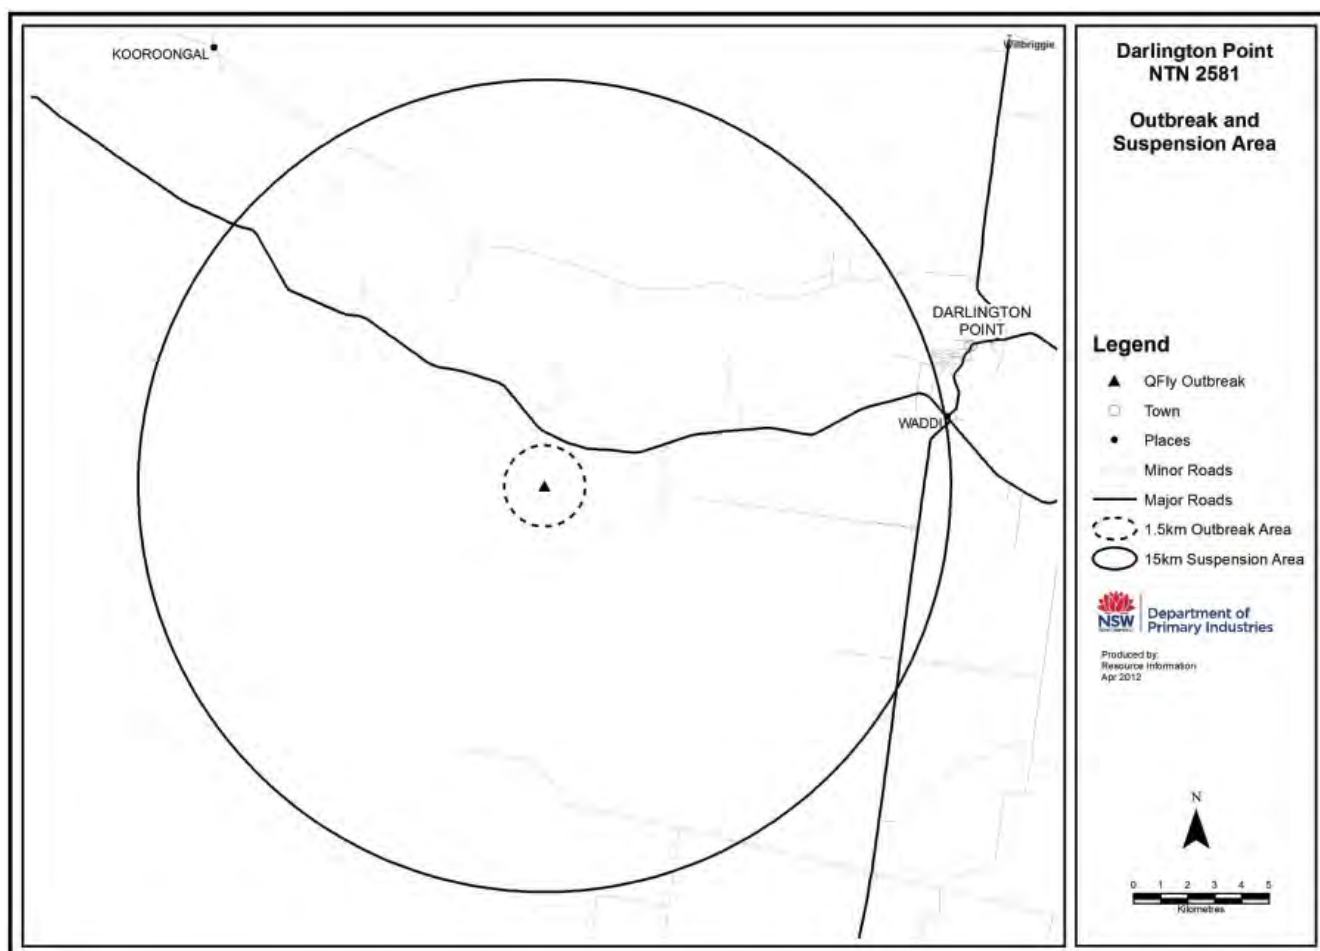 KOOROONGAL
Willbriggie
DARLINGTON
POINT
WADDI
Darlington Point
NTN 2581
Outbreak and
Suspension Area
Legend
QFly Outbreak
Town
Places
Minor Roads
Major Roads
1.5km Outbreak Area
15km Suspension Area
NSW
Department of
Primary Industries
Produced by:
Resource Information
Apr 2012
N
0 1 2 3 4 5
Kilometres